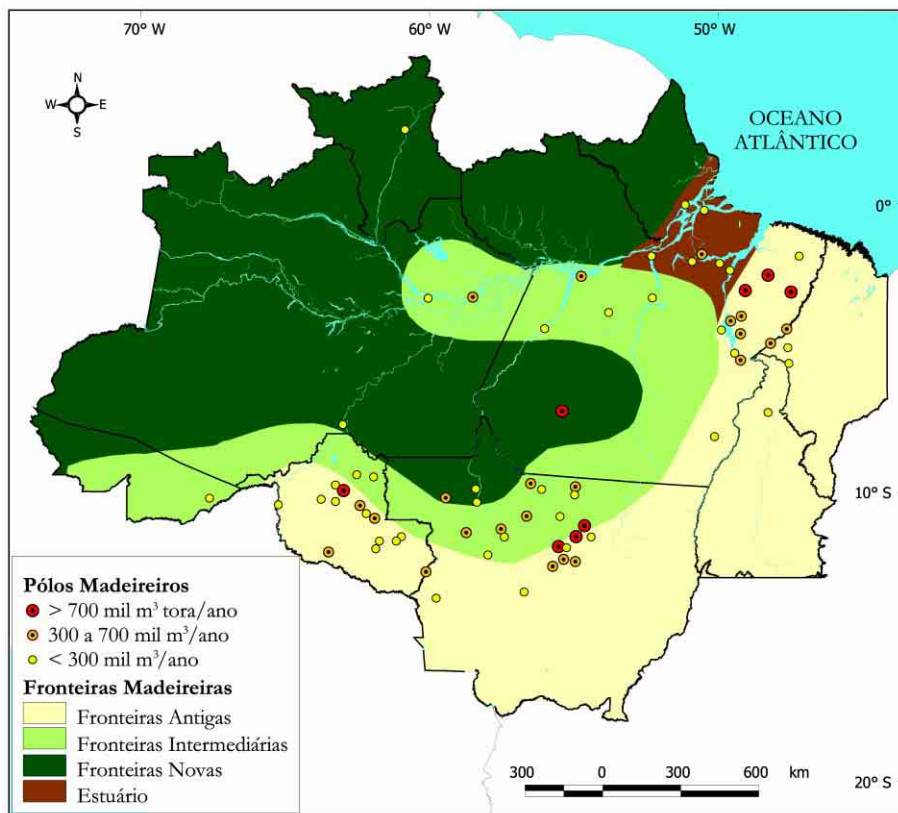 70° W
60° W
50° W
N
W E
S
OCEANO
ATLÂNTICO
0°
10° S
Pólos Madeireiros
> 700 mil m³ tora/ano
300 a 700 mil m³/ano
< 300 mil m³/ano
Fronteiras Madeireiras
Fronteiras Antigas
Fronteiras Intermediárias
Fronteiras Novas
Estuário
300 0 300 600 km
20° S